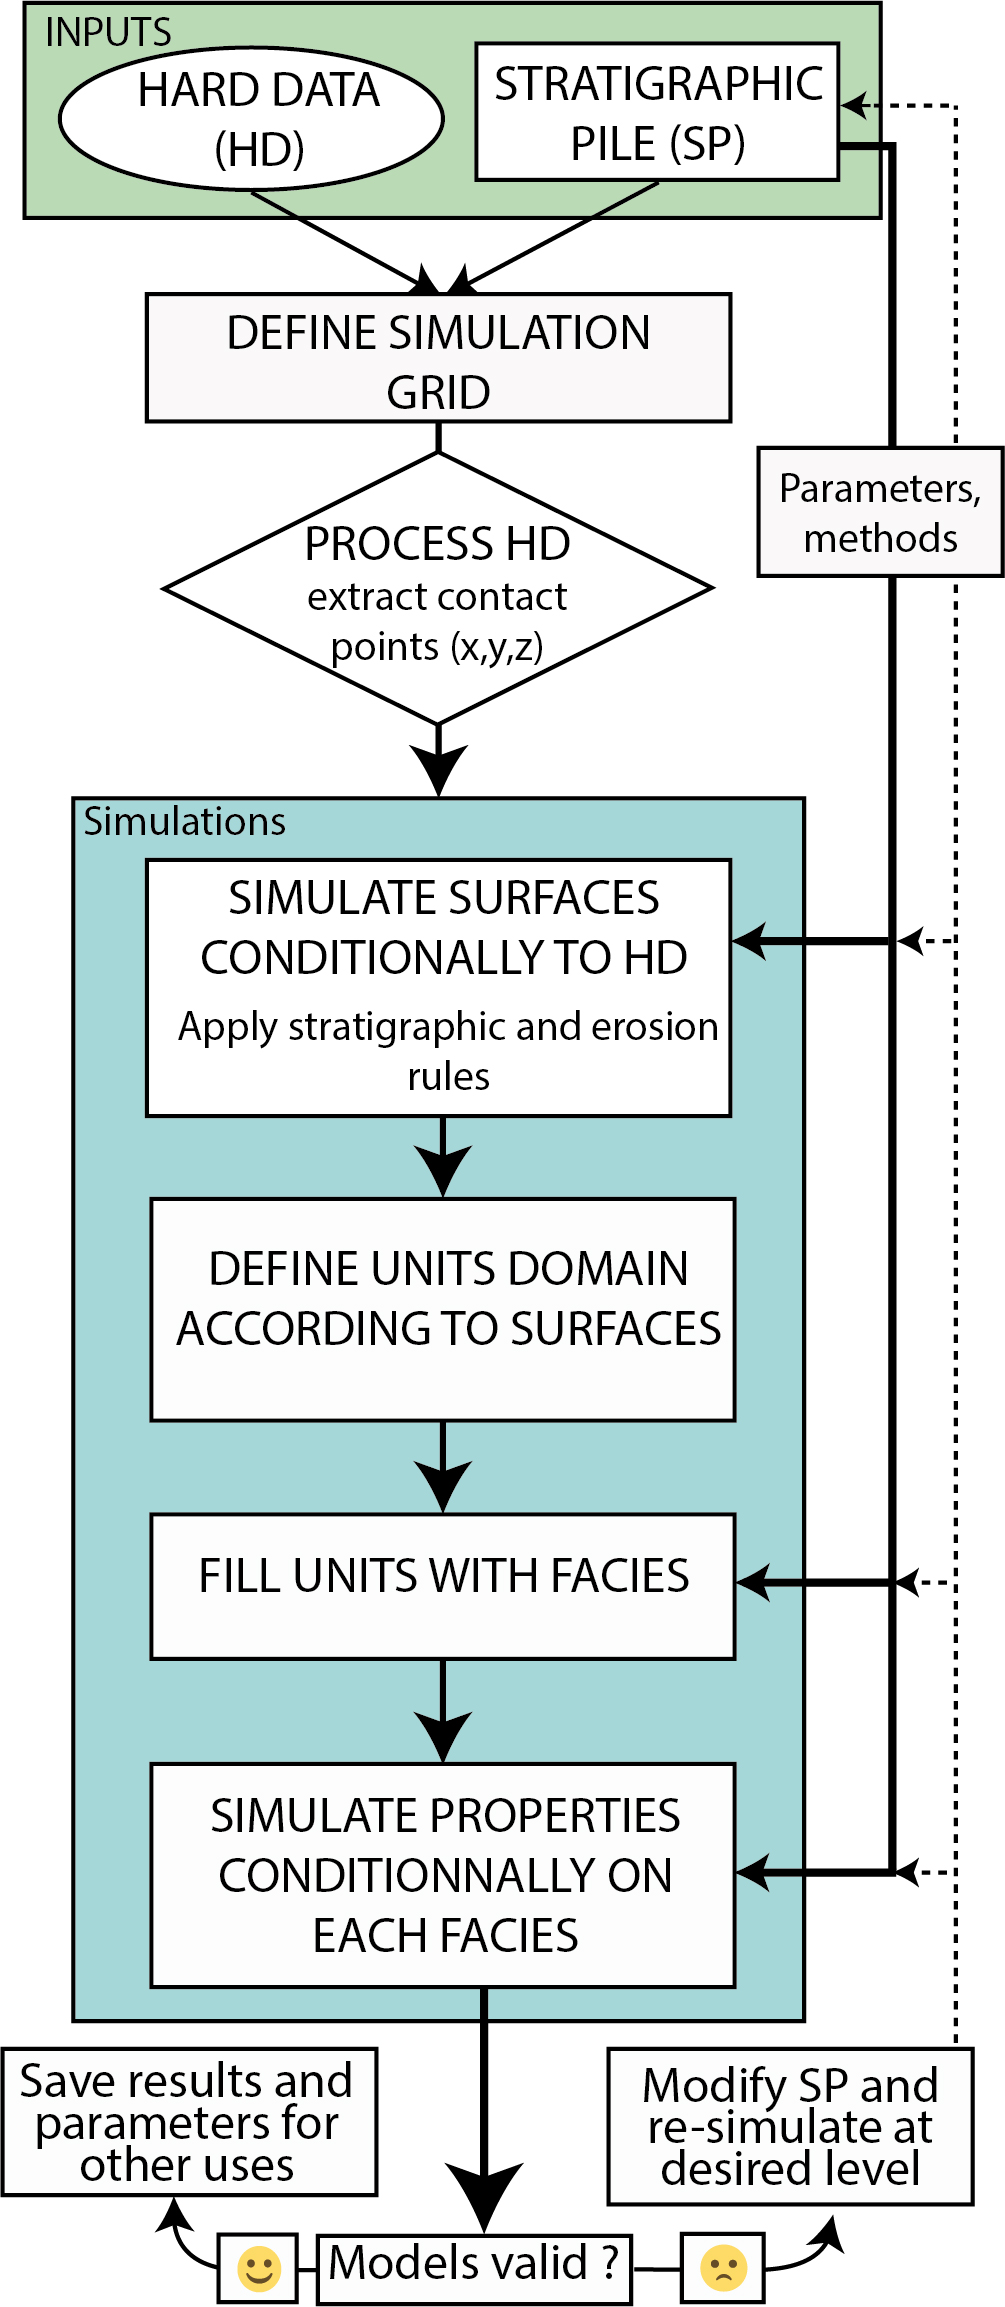 INPUTS
HARD DATA
(HD)
STRATIGRAPHIC
PILE (SP)
DEFINE SIMULATION
GRID
Parameters,
methods
PROCESS HD
extract contact
points (x,y,z)
Simulations
SIMULATE SURFACES
CONDITIONALLY TO HD
Apply stratigraphic and erosion
rules
DEFINE UNITS DOMAIN
ACCORDING TO SURFACES
FILL UNITS WITH FACIES
SIMULATE PROPERTIES
CONDITIONNALLY ON
EACH FACIES
Save results and
parameters for
other uses
Modify SP and
re-simulate at
desired level
Models valid ?